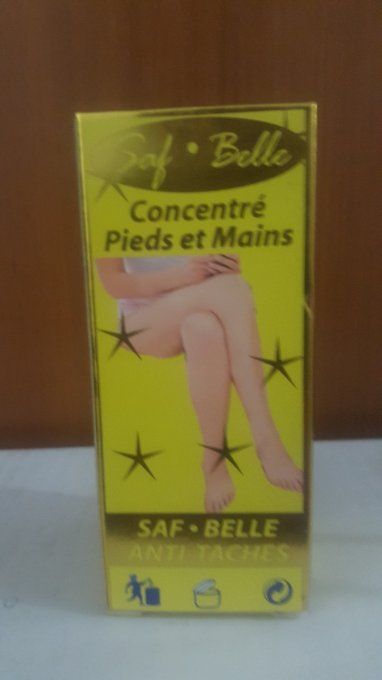 Saf • Belle
Concentré
Pieds et Mains
SAF • BELLE
ANTI-TACHES